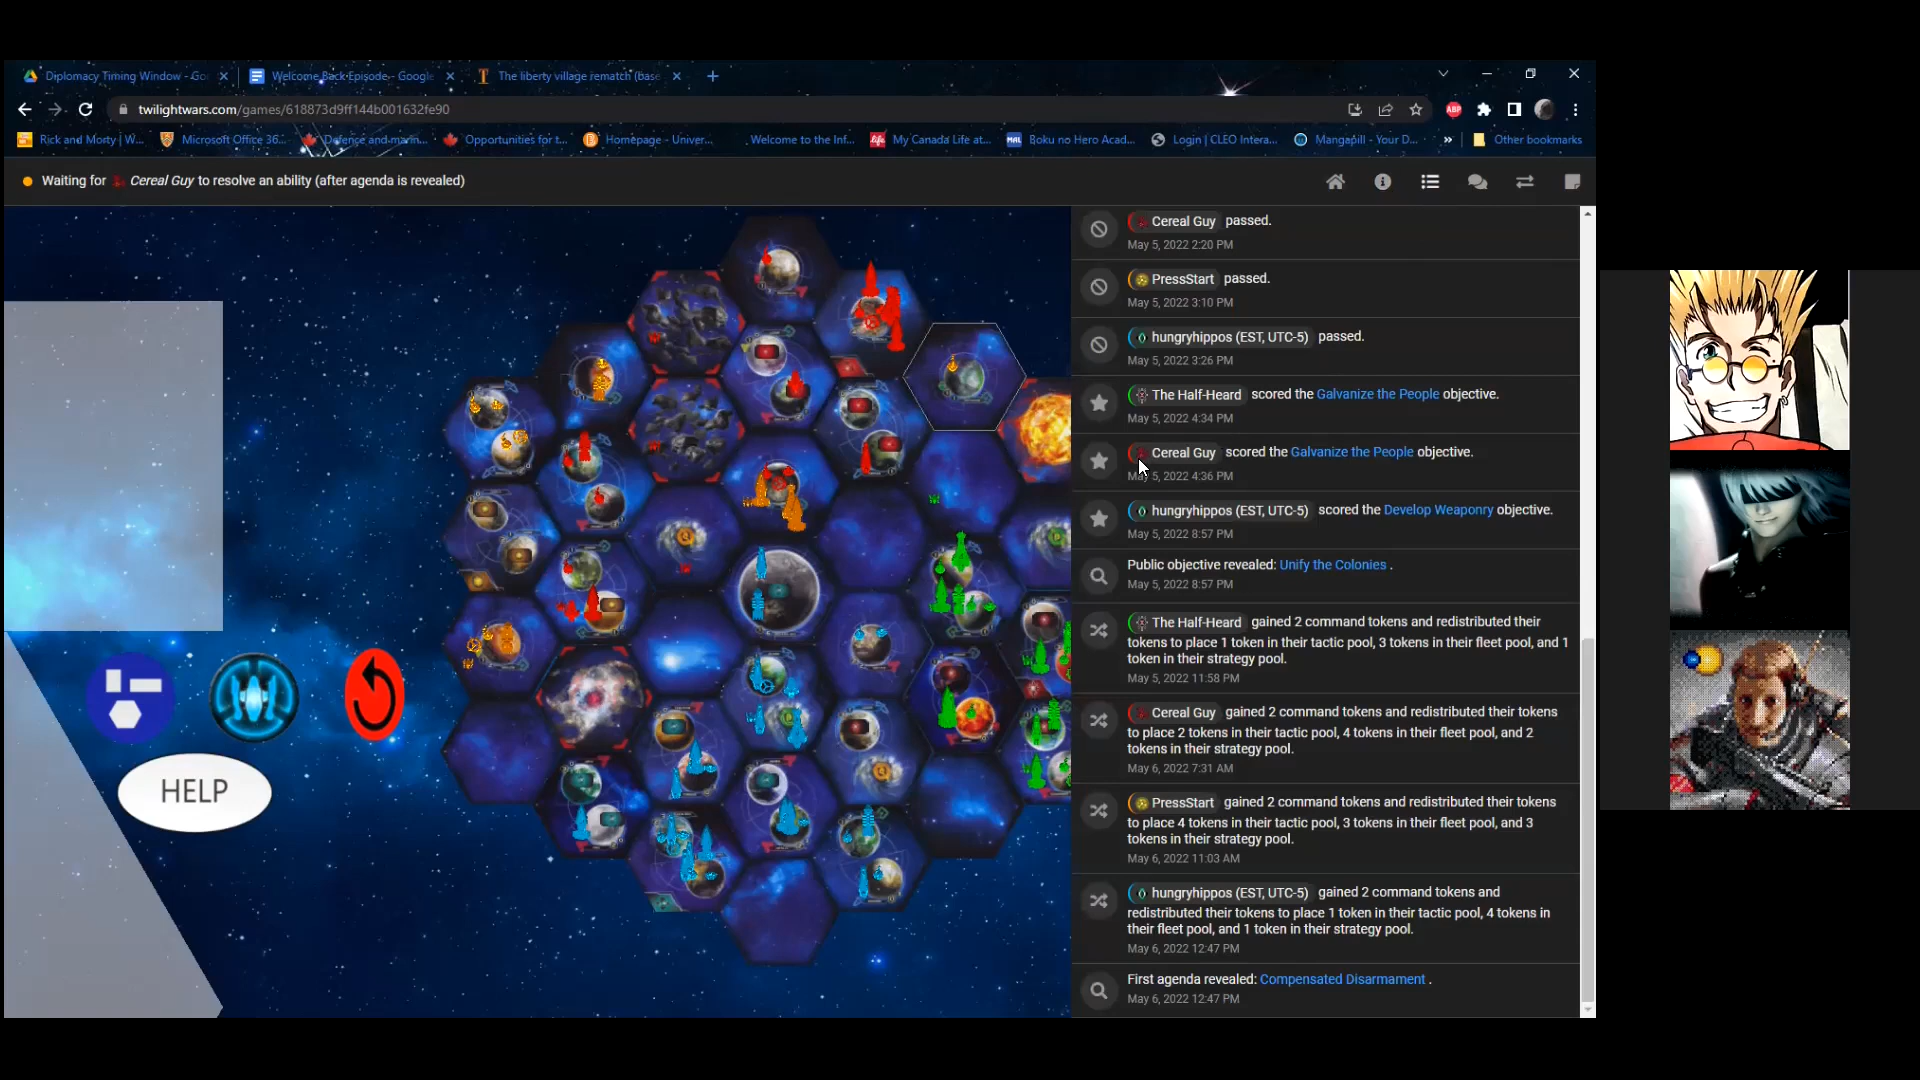 Diplomacy Timing Window - Go
Welcome Back Episode - Google
The liberty village rematch (base
twilightwars.com/games/618873d9ff144b001632fe90
ABP
Rick and Morty | W...
Microsoft Office 36...
Defence and marin...
Opportunities for t...
Homepage - Univer...
Welcome to the Inf...
life
My Canada Life at...
MAL
Boku no Hero Acad...
Login | CLEO Intera...
Mangapill - Your D...
»
Other bookmarks
Waiting for Cereal Guy to resolve an ability (after agenda is revealed)
HELP
Cereal Guy passed.
May 5, 2022 2:20 PM
PressStart passed.
May 5, 2022 3:10 PM
hungryhippos (EST, UTC-5) passed.
May 5, 2022 3:26 PM
The Half-Heard scored the Galvanize the People objective.
May 5, 2022 4:34 PM
Cereal Guy scored the Galvanize the People objective.
May 5, 2022 4:36 PM
hungryhippos (EST, UTC-5) scored the Develop Weaponry objective.
May 5, 2022 8:57 PM
Public objective revealed: Unify the Colonies .
May 5, 2022 8:57 PM
The Half-Heard gained 2 command tokens and redistributed their
tokens to place 1 token in their tactic pool, 3 tokens in their fleet pool, and 1
token in their strategy pool.
May 5, 2022 11:58 PM
Cereal Guy gained 2 command tokens and redistributed their tokens
to place 2 tokens in their tactic pool, 4 tokens in their fleet pool, and 2
tokens in their strategy pool.
May 6, 2022 7:31 AM
PressStart gained 2 command tokens and redistributed their tokens
to place 4 tokens in their tactic pool, 3 tokens in their fleet pool, and 3
tokens in their strategy pool.
May 6, 2022 11:03 AM
hungryhippos (EST, UTC-5) gained 2 command tokens and
redistributed their tokens to place 1 token in their tactic pool, 4 tokens in
their fleet pool, and 1 token in their strategy pool.
May 6, 2022 12:47 PM
First agenda revealed: Compensated Disarmament .
May 6, 2022 12:47 PM